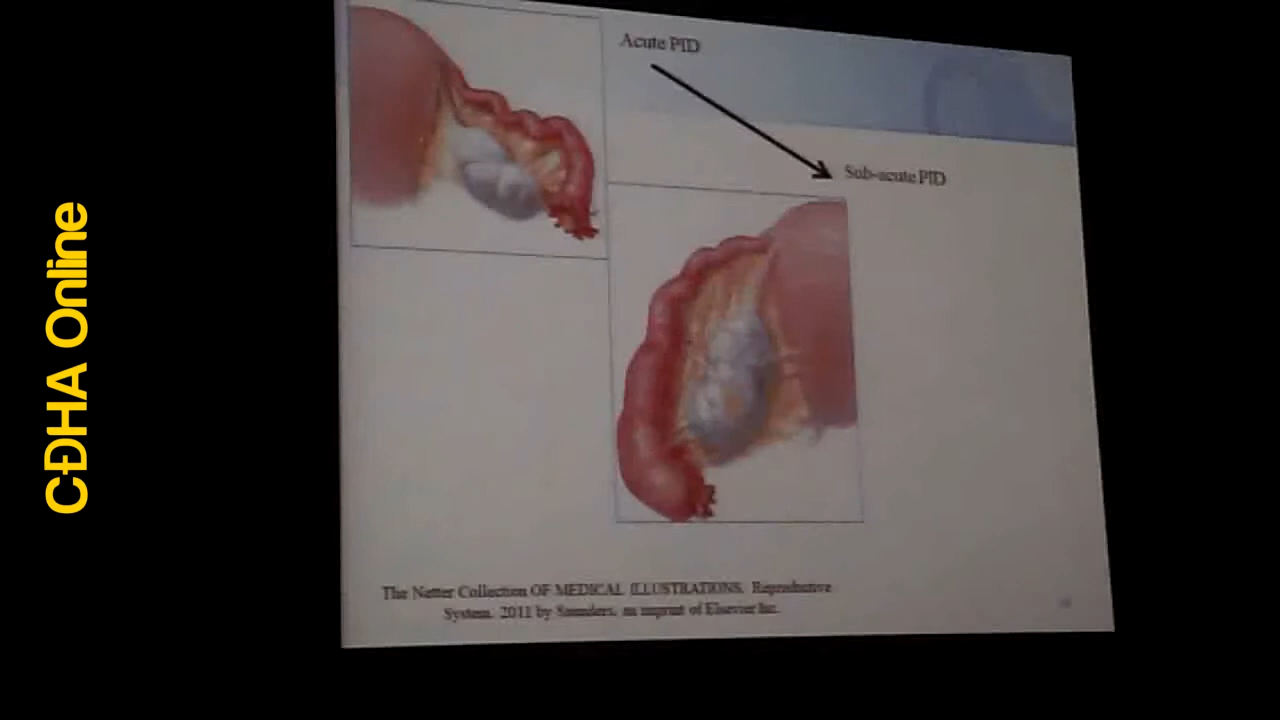 CĐHA Online
Acute PID
Sub-acute PID
The Netter Collection OF MEDICAL ILLUSTRATIONS. Reproductive
System. 2011 by Saunders. an imprint of Elsevier Inc.